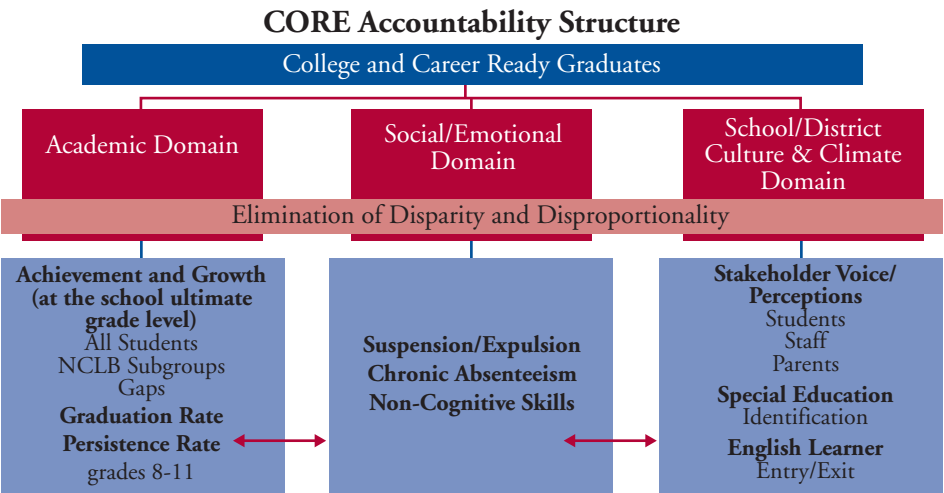 CORE Accountability Structure
College and Career Ready Graduates
Academic Domain
Social/Emotional
Domain
School/District
Culture & Climate
Domain
Elimination of Disparity and Disproportionality
Achievement and Growth
(at the school ultimate
grade level)
All Students
NCLB Subgroups
Gaps
Graduation Rate
Persistence Rate
grades 8-11
Suspension/Expulsion
Chronic Absenteeism
Non-Cognitive Skills
Stakeholder Voice/
Perceptions
Students
Staff
Parents
Special Education
Identification
English Learner
Entry/Exit